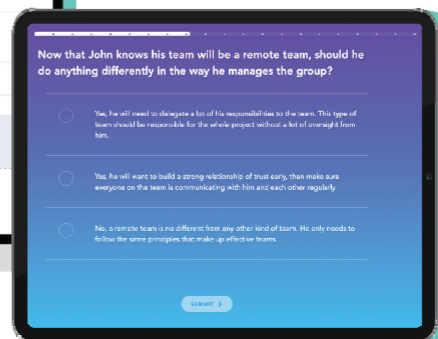 Now that John knows his team will be a remote team, should he
do anything differently in the way he manages the group?
Yes, he will need to delegate a lot of his responsibilities to the team. This type of
team should be responsible for the whole project without a lot of oversight from
him.
Yes, he will want to build a strong relationship of trust early, then make sure
everyone on the team is communicating with him and each other regularly.
No, a remote team is no different from any other kind of team. He only needs to
follow the same principles that make up effective teams.
SUBMIT >